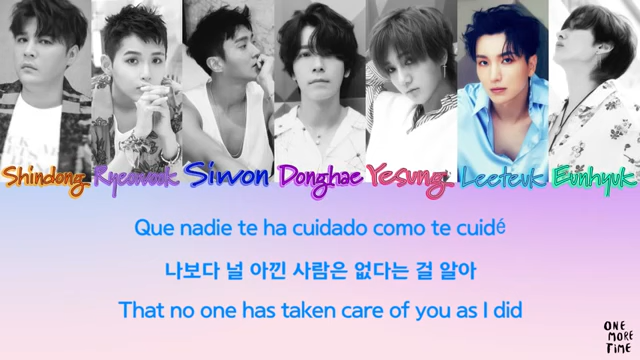 Shindong Ryeowook Siwon Donghae Yesung Leeteuk Eunhyuk
Que nadie te ha cuidado como te cuidé
나보다 널 아낀 사람은 없다는 걸 알아
That no one has taken care of you as I did
ONE
MORE
TIME